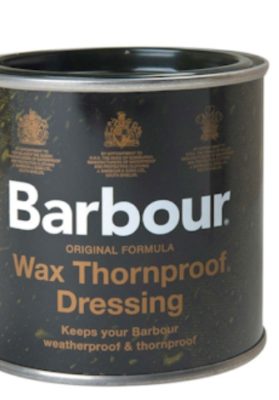 Barbour
ORIGINAL FORMULA
Wax Thornproof
Dressing
Keeps your Barbour
weatherproof & thornproof